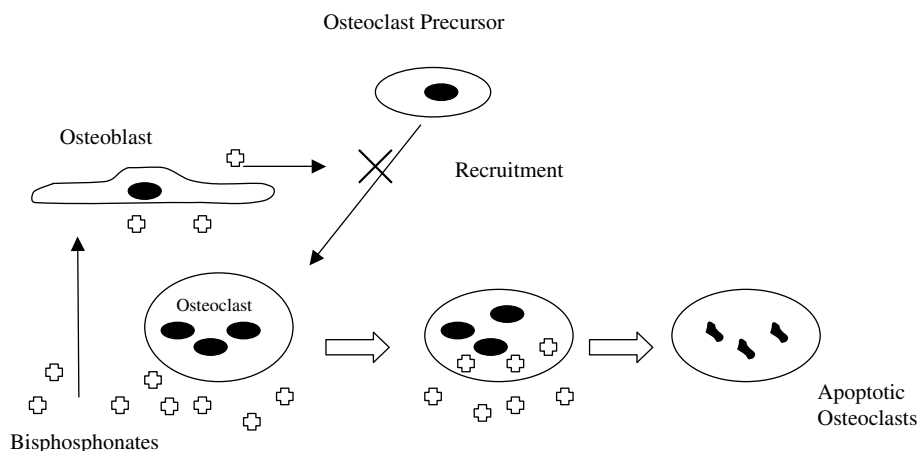 Osteoclast Precursor
Osteoblast
Recruitment
Osteoclast
Apoptotic
Osteoclasts
Bisphosphonates